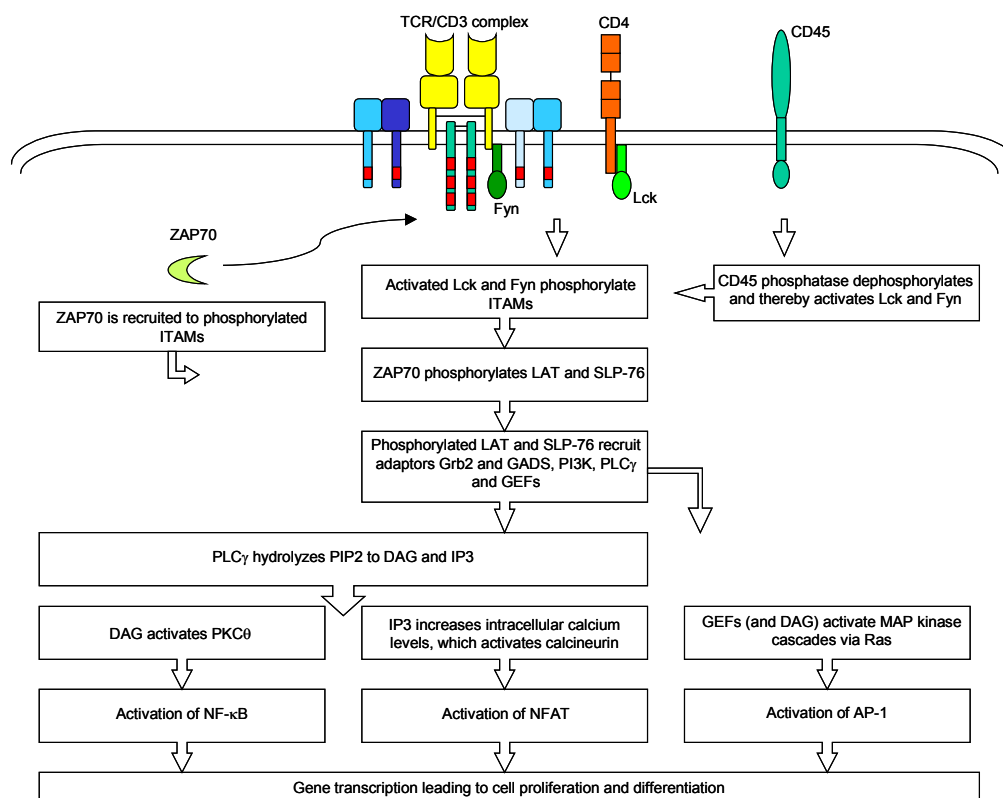 TCR/CD3 complex
CD4
CD45
Fyn
Lck
ZAP70
ZAP70 is recruited to phosphorylated
ITAMs
Activated Lck and Fyn phosphorylate
ITAMs
CD45 phosphatase dephosphorylates
and thereby activates Lck and Fyn
ZAP70 phosphorylates LAT and SLP-76
Phosphorylated LAT and SLP-76 recruit
adaptors Grb2 and GADS, PI3K, PLCγ
and GEFs
PLCγ hydrolyzes PIP2 to DAG and IP3
DAG activates PKCθ
IP3 increases intracellular calcium
levels, which activates calcineurin
GEFs (and DAG) activate MAP kinase
cascades via Ras
Activation of NF-κB
Activation of NFAT
Activation of AP-1
Gene transcription leading to cell proliferation and differentiation